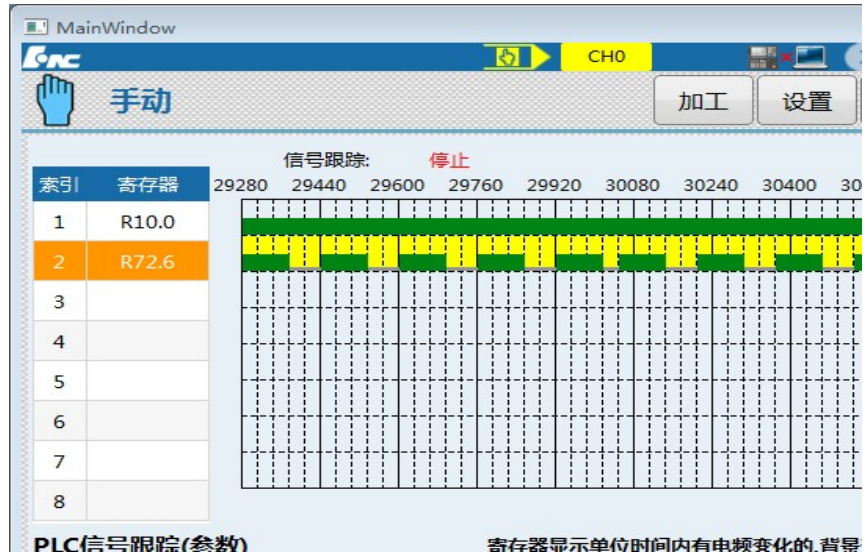 MainWindow
HNC
CH0
手动
加工 设置
信号跟踪: 停止
索引 寄存器 29280 29440 29600 29760 29920 30080 30240 30400 30
1 R10.0
2 R72.6
3
4
5
6
7
8
PLC信号跟踪(参数) 寄存器显示单位时间内有电频变化的,背景